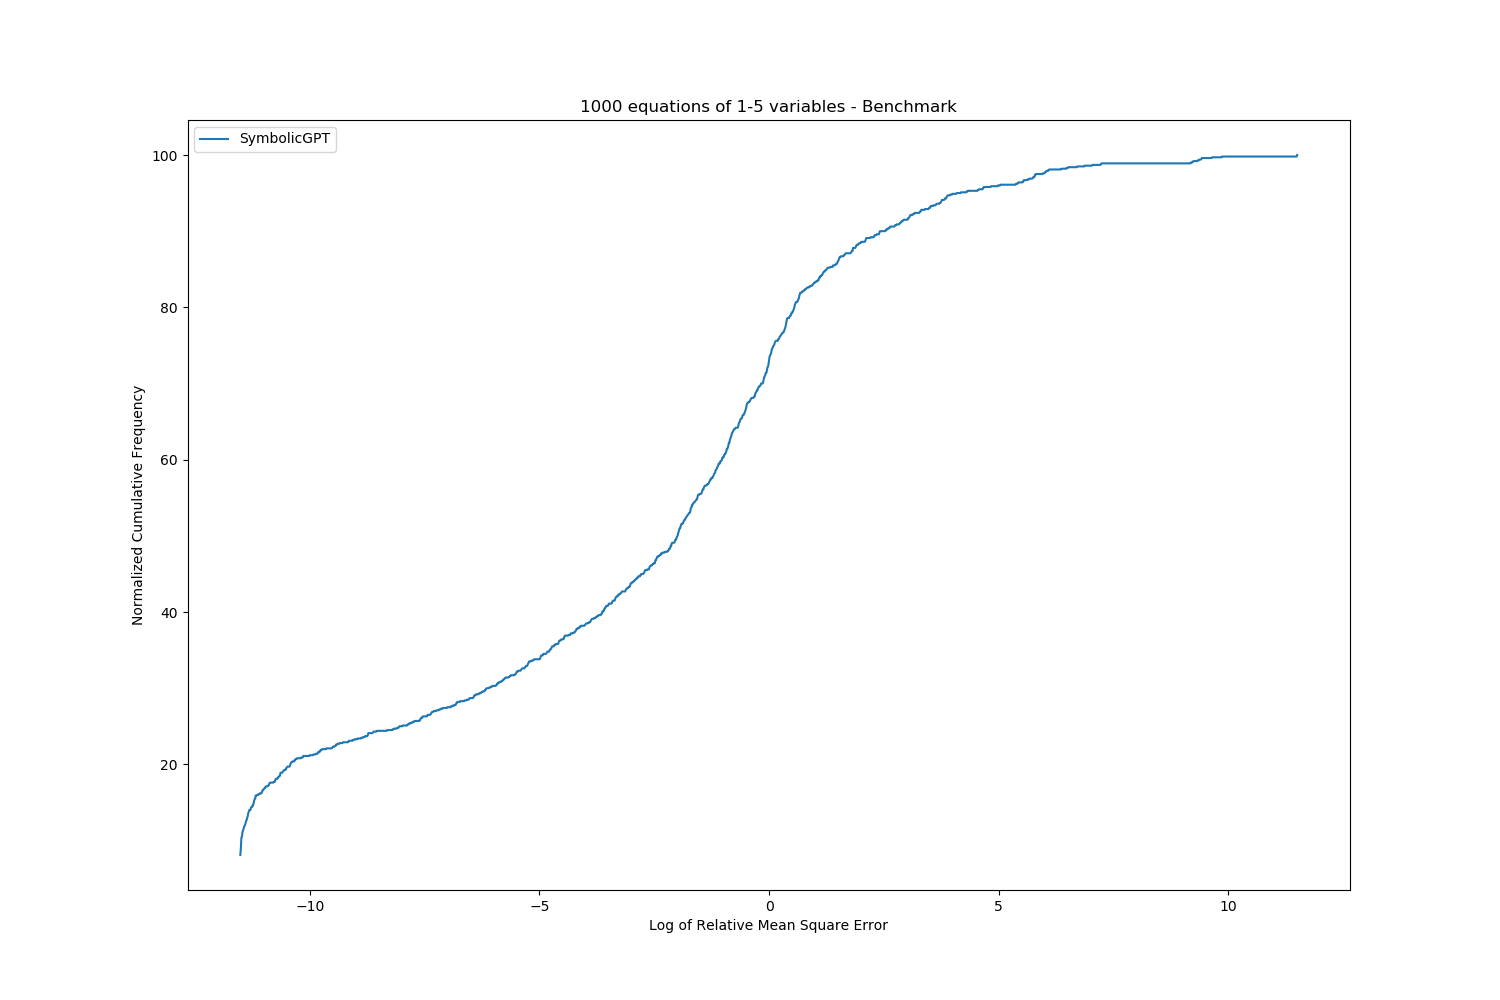 1000 equations of 1-5 variables - Benchmark
SymbolicGPT
100
80
60
40
20
Normalized Cumulative Frequency
−10
−5
0
5
10
Log of Relative Mean Square Error